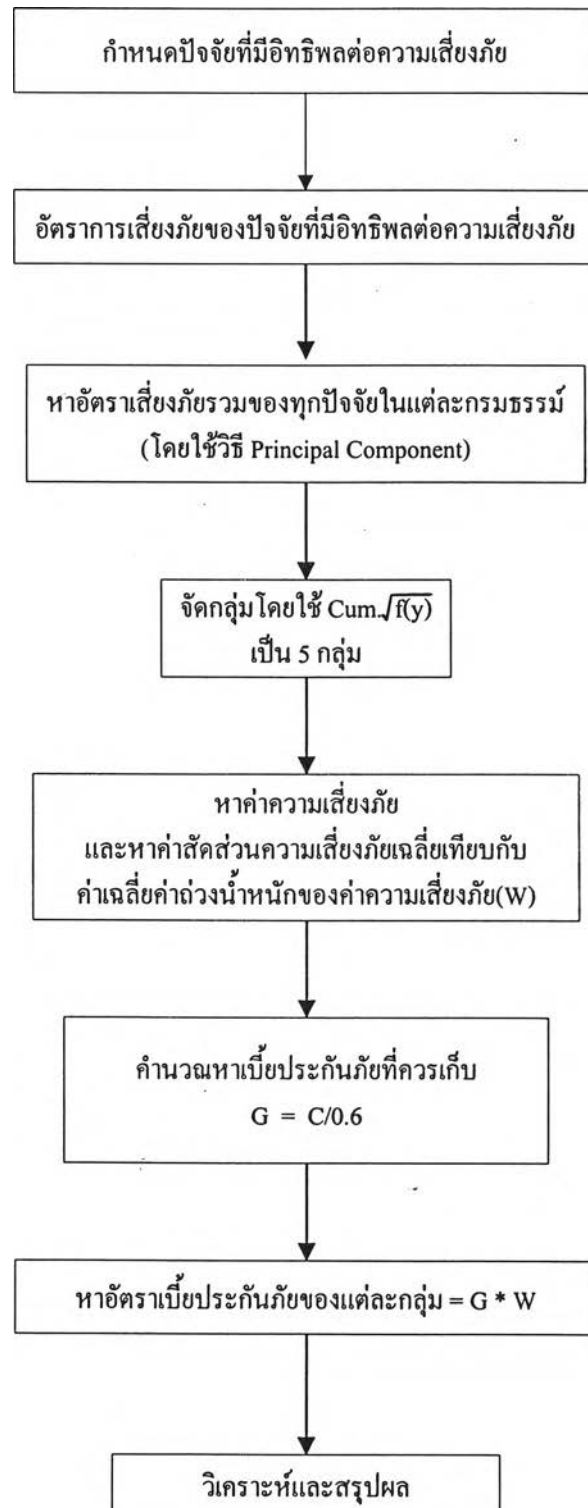 กำหนดปัจจัยที่มีอิทธิพลต่อความเสี่ยงภัย
อัตราการเสี่ยงภัยของปัจจัยที่มีอิทธิพลต่อความเสี่ยงภัย
หาอัตราเสี่ยงภัยรวมของทุกปัจจัยในแต่ละกรมธรรม์
(โดยใช้วิธี Principal Component)
จัดกลุ่มโดยใช้ Cum.√f(y)
เป็น 5 กลุ่ม
หาค่าความเสี่ยงภัย
และหาค่าสัดส่วนความเสี่ยงภัยเฉลี่ยเทียบกับ
ค่าเฉลี่ยค่าถ่วงน้ำหนักของค่าความเสี่ยงภัย(W)
คำนวณหาเบี้ยประกันภัยที่ควรเก็บ
G = C/0.6
หาอัตราเบี้ยประกันภัยของแต่ละกลุ่ม = G * W
วิเคราะห์และสรุปผล